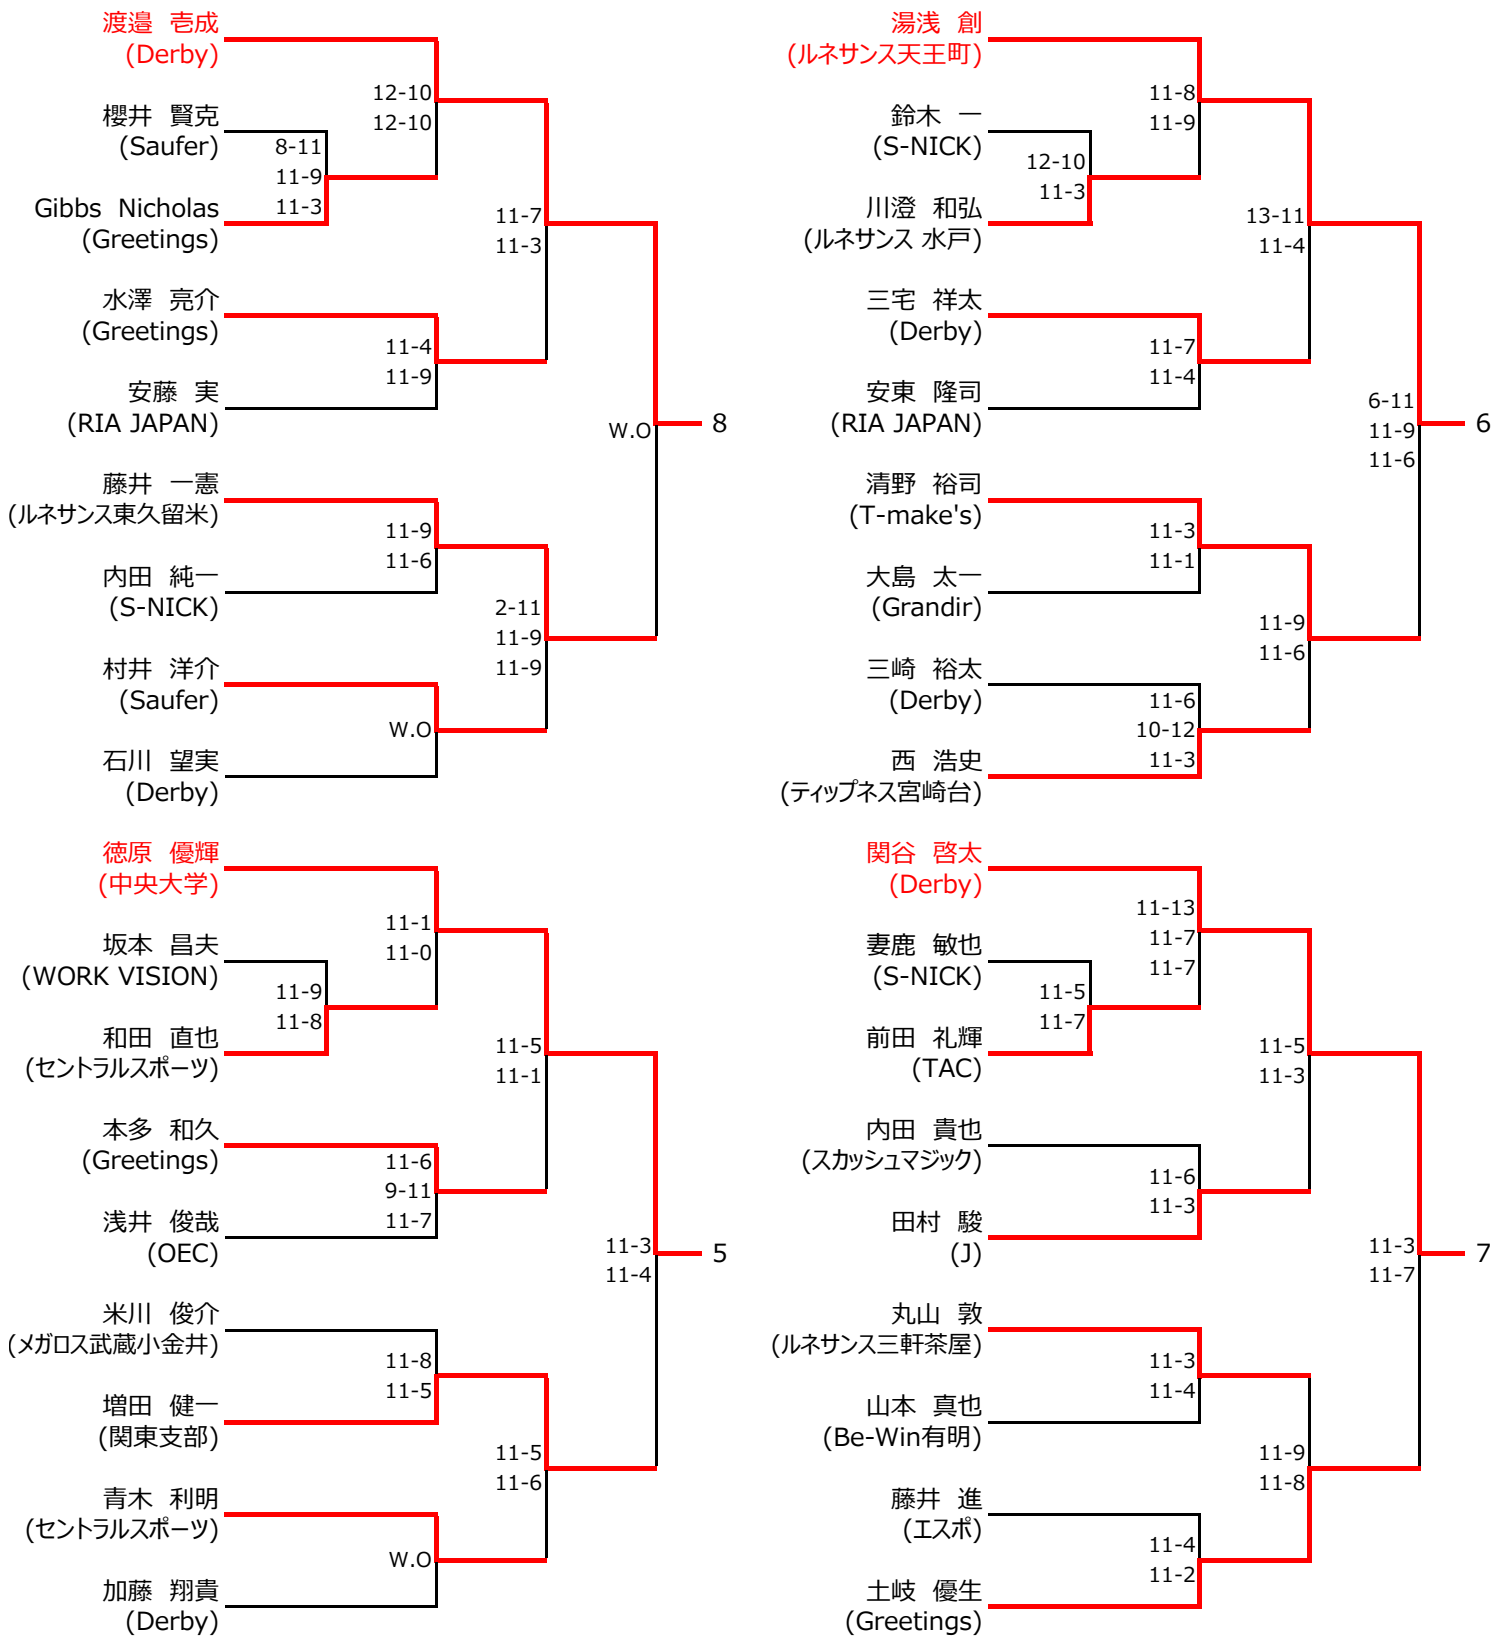 渡邉 壱成
(Derby)
12-10
12-10
櫻井 賢克
(Saufer)
8-11
11-9
11-3
Gibbs Nicholas
(Greetings)
11-7
11-3
水澤 亮介
(Greetings)
11-4
11-9
安藤 実
(RIA JAPAN)
W.O
8
藤井 一憲
(ルネサンス東久留米)
11-9
11-6
内田 純一
(S-NICK)
2-11
11-9
11-9
村井 洋介
(Saufer)
W.O
石川 望実
(Derby)
湯浅 創
(ルネサンス天王町)
11-8
11-9
鈴木 一
(S-NICK)
12-10
11-3
川澄 和弘
(ルネサンス 水戸)
13-11
11-4
三宅 祥太
(Derby)
11-7
11-4
安東 隆司
(RIA JAPAN)
6-11
11-9
11-6
6
清野 裕司
(T-make's)
11-3
11-1
大島 太一
(Grandir)
11-9
11-6
三崎 裕太
(Derby)
11-6
10-12
11-3
西 浩史
(ティップネス宮崎台)
徳原 優輝
(中央大学)
11-1
11-0
坂本 昌夫
(WORK VISION)
11-9
11-8
和田 直也
(セントラルスポーツ)
11-5
11-1
本多 和久
(Greetings)
11-6
9-11
11-7
浅井 俊哉
(OEC)
11-3
11-4
5
米川 俊介
(メガロス武蔵小金井)
11-8
11-5
増田 健一
(関東支部)
11-5
11-6
青木 利明
(セントラルスポーツ)
W.O
加藤 翔貴
(Derby)
関谷 啓太
(Derby)
11-13
11-7
11-7
妻鹿 敏也
(S-NICK)
11-5
11-7
前田 礼輝
(TAC)
11-5
11-3
内田 貴也
(スカッシュマジック)
11-6
11-3
田村 駿
(J)
11-3
11-7
7
丸山 敦
(ルネサンス三軒茶屋)
11-3
11-4
山本 真也
(Be-Win有明)
11-9
11-8
藤井 進
(エスポ)
11-4
11-2
土岐 優生
(Greetings)